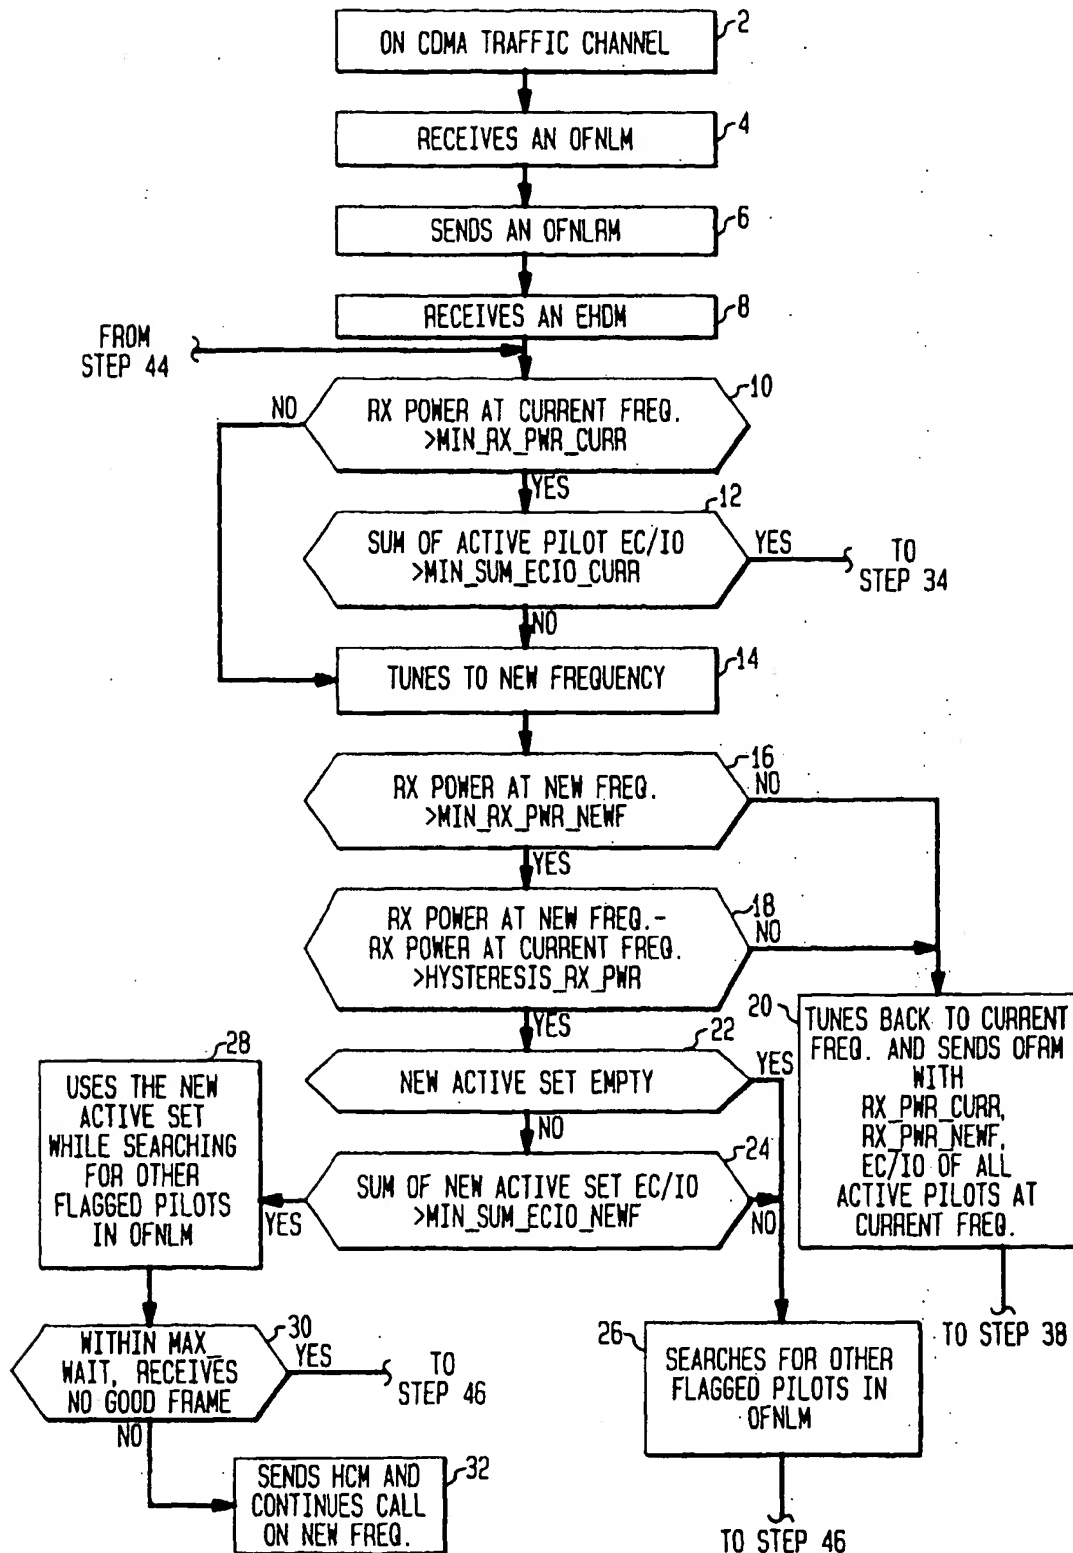 2
ON CDMA TRAFFIC CHANNEL
4
RECEIVES AN OFNLM
6
SENDS AN OFNLRM
8
RECEIVES AN EHDM
FROM
STEP 44
10
NO
RX POWER AT CURRENT FREQ.
>MIN_RX_PWR_CURR
YES
12
SUM OF ACTIVE PILOT EC/IO
>MIN_SUM_ECIO_CURR
YES
TO
STEP 34
NO
14
TUNES TO NEW FREQUENCY
16
RX POWER AT NEW FREQ.
>MIN_RX_PWR_NEWF
NO
YES
18
RX POWER AT NEW FREQ.-
RX POWER AT CURRENT FREQ.
>HYSTERESIS_RX_PWR
NO
YES
20
TUNES BACK TO CURRENT
FREQ. AND SENDS OFRM
WITH
RX_PWR_CURR,
RX_PWR_NEWF,
EC/IO OF ALL
ACTIVE PILOTS AT
CURRENT FREQ.
TO STEP 38
22
NEW ACTIVE SET EMPTY
YES
NO
24
SUM OF NEW ACTIVE SET EC/IO
>MIN_SUM_ECIO_NEWF
YES
NO
28
USES THE NEW
ACTIVE SET
WHILE SEARCHING
FOR OTHER
FLAGGED PILOTS
IN OFNLM
30
WITHIN MAX_
WAIT, RECEIVES
NO GOOD FRAME
YES
TO
STEP 46
NO
26
SEARCHES FOR OTHER
FLAGGED PILOTS IN
OFNLM
TO STEP 46
32
SENDS HCM AND
CONTINUES CALL
ON NEW FREQ.